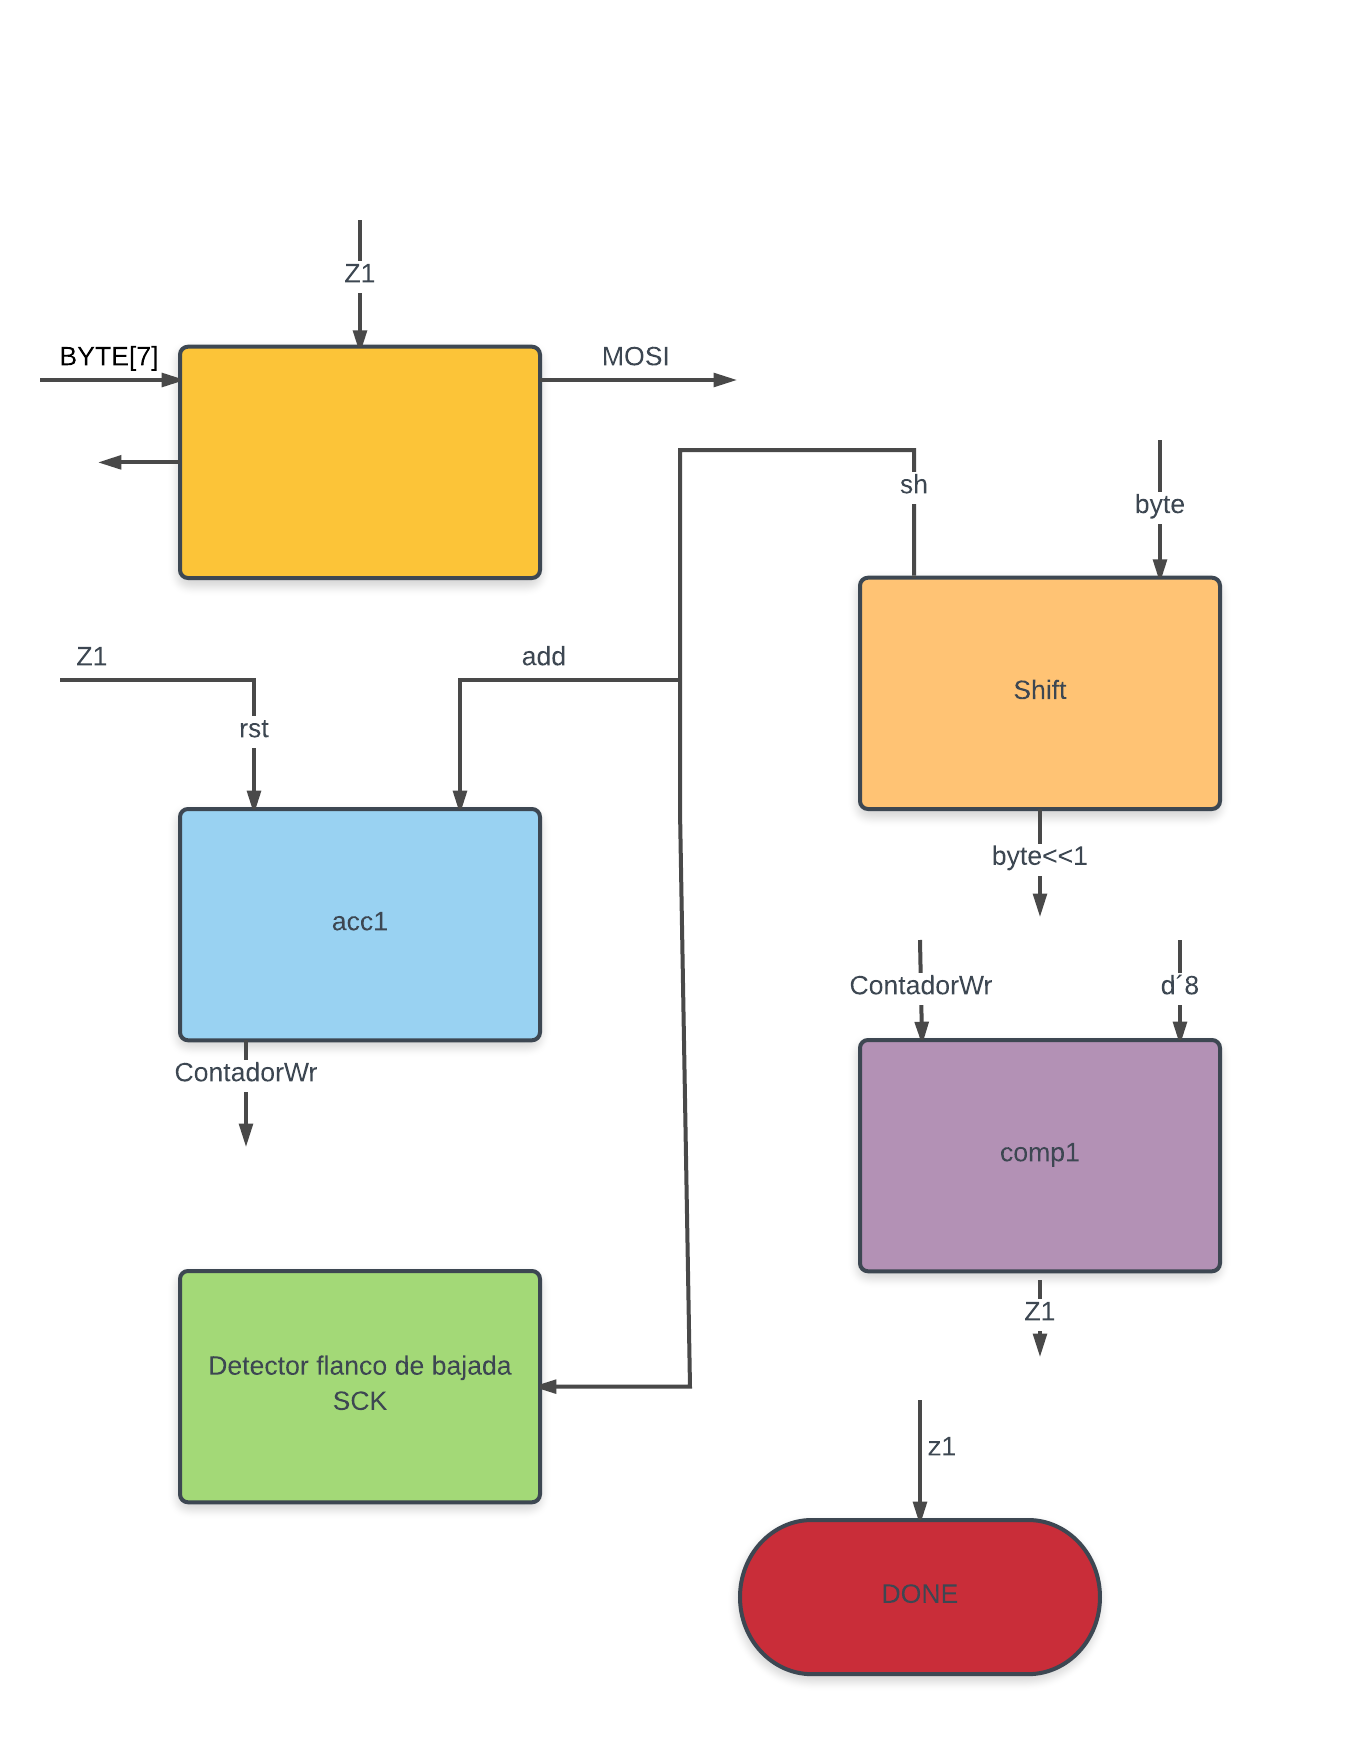 Z1
BYTE[7]
MOSI
sh
byte
Z1
add
rst
Shift
byte<<1
acc1
ContadorWr
d´8
ContadorWr
comp1
Z1
Detector flanco de bajada
SCK
z1
DONE